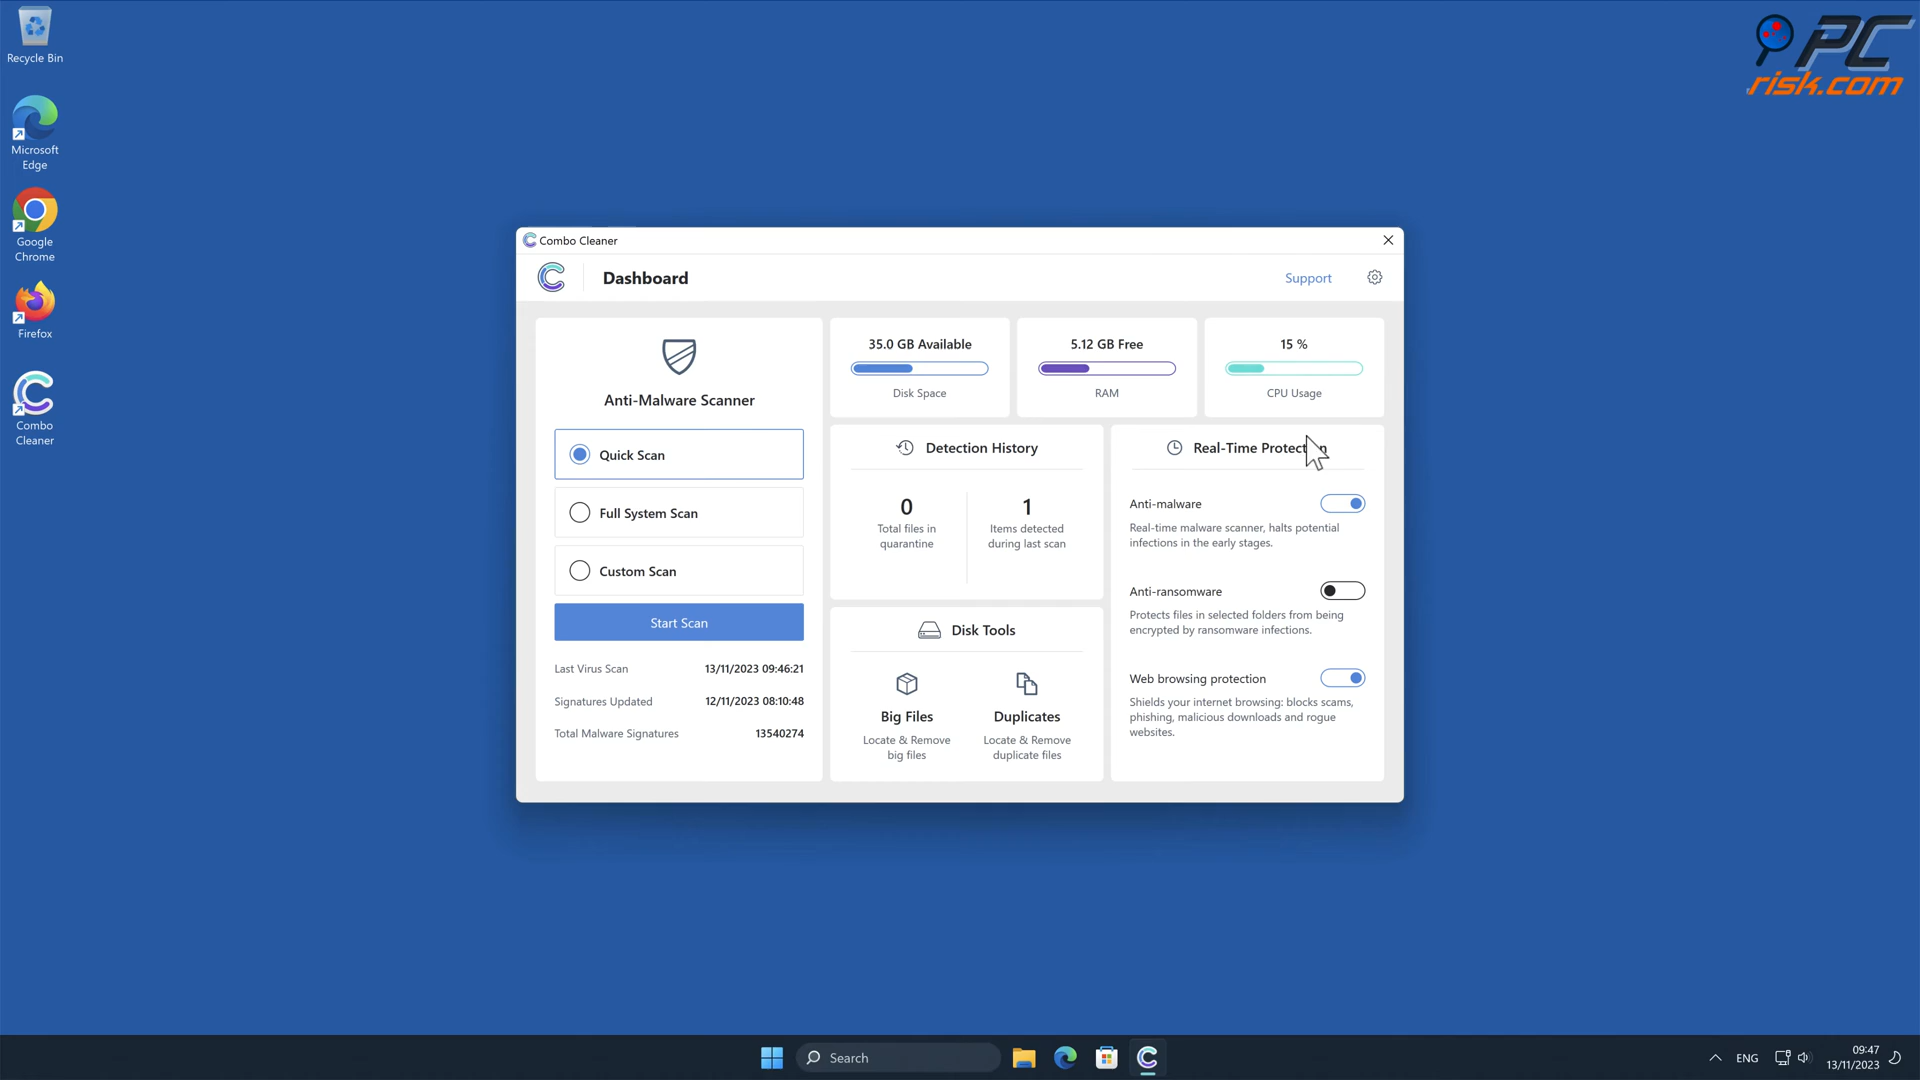 Recycle Bin
Microsoft
Edge
Google
Chrome
Firefox
Combo
Cleaner
PC
risk.com
Combo Cleaner
Dashboard
Support
Anti-Malware Scanner
Quick Scan
Full System Scan
Custom Scan
Start Scan
Last Virus Scan 13/11/2023 09:46:21
Signatures Updated 12/11/2023 08:10:48
Total Malware Signatures 13540274
35.0 GB Available
Disk Space
5.12 GB Free
RAM
15 %
CPU Usage
Detection History
0
Total files in
quarantine
1
Items detected
during last scan
Disk Tools
Big Files
Locate & Remove
big files
Duplicates
Locate & Remove
duplicate files
Real-Time Protection
Anti-malware
Real-time malware scanner, halts potential
infections in the early stages.
Anti-ransomware
Protects files in selected folders from being
encrypted by ransomware infections.
Web browsing protection
Shields your internet browsing: blocks scams,
phishing, malicious downloads and rogue
websites.
Search
ENG
09:47
13/11/2023